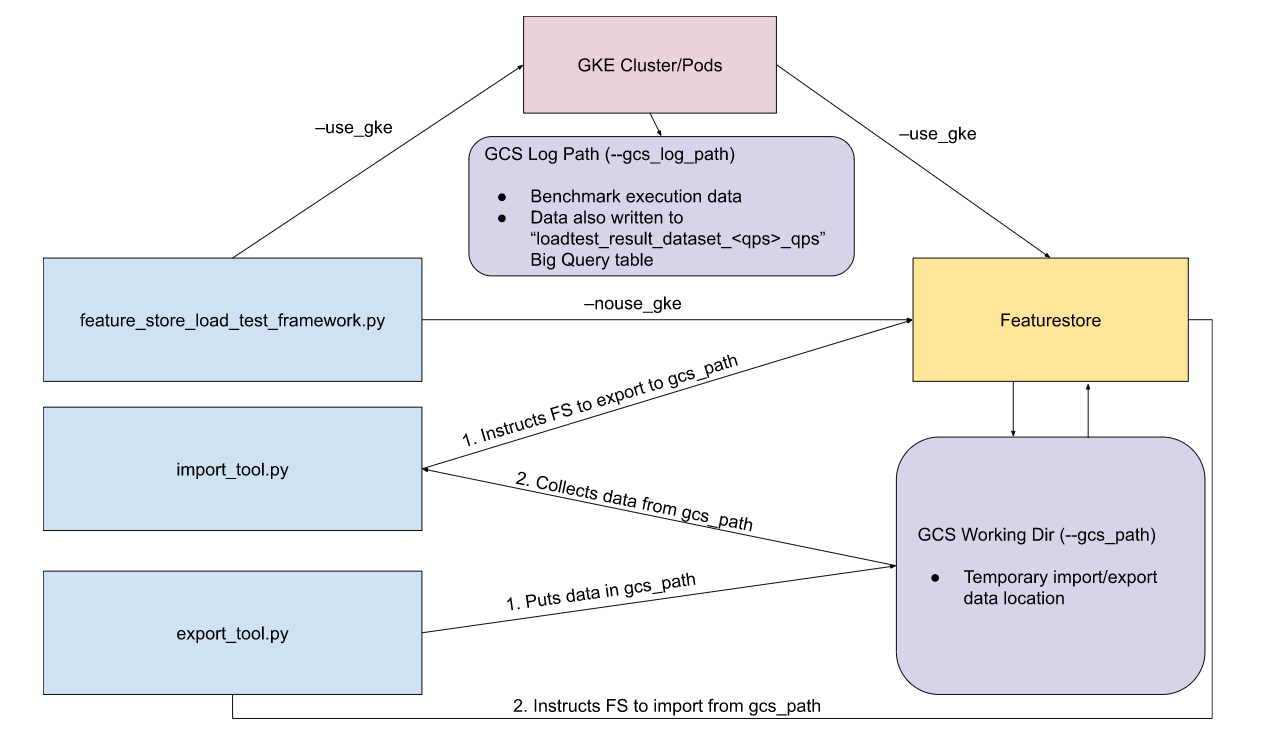 GKE Cluster/Pods
–use_gke
–use_gke
GCS Log Path (--gcs_log_path)
● Benchmark execution data
● Data also written to
“loadtest_result_dataset_<qps>_qps”
Big Query table
feature_store_load_test_framework.py
–nouse_gke
Featurestore
1. Instructs FS to export to gcs_path
import_tool.py
2. Collects data from gcs_path
GCS Working Dir (--gcs_path)
● Temporary import/export
data location
1. Puts data in gcs_path
export_tool.py
2. Instructs FS to import from gcs_path